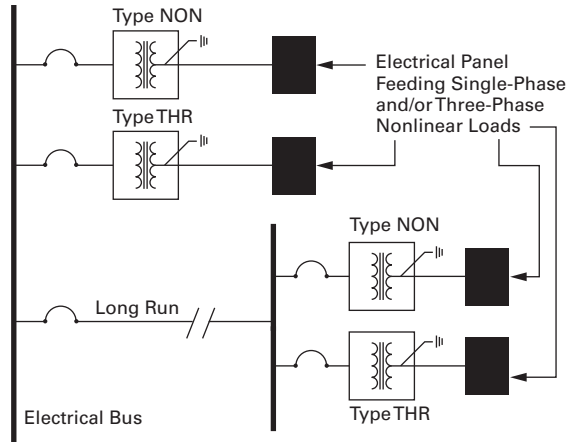 Type NON
Electrical Panel
Feeding Single-Phase
and/or Three-Phase
Nonlinear Loads
Type THR
Type NON
Long Run
Type THR
Electrical Bus